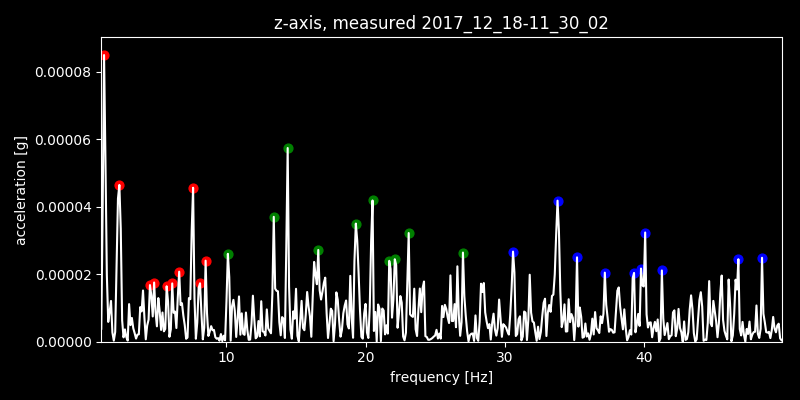 z-axis, measured 2017_12_18-11_30_02
acceleration [g]
0.00008
0.00006
0.00004
0.00002
0.00000
10 20 30 40
frequency [Hz]